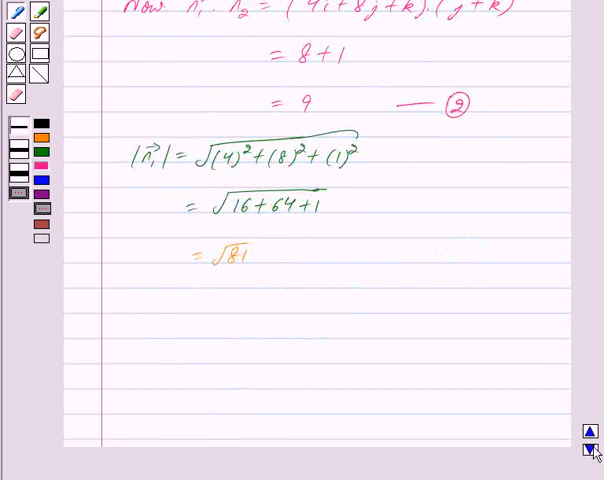 Now n₁⃗ · n₂⃗ = (4i + 8j + k) · (j + k)
= 8 + 1
= 9 —— ②
|n₁⃗| = √(4)² + (8)² + (1)²
= √16 + 64 + 1
= √81